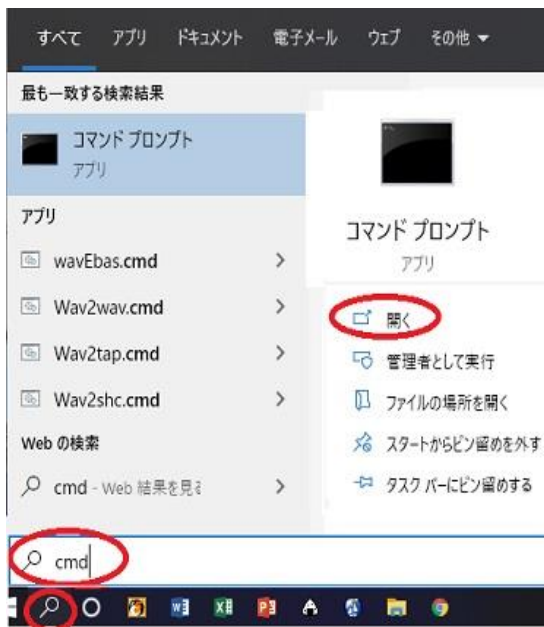 すべて アプリ ドキュメント 電子メール ウェブ その他
最も一致する検索結果
コマンド プロンプト
アプリ
アプリ
wavEbas.cmd
Wav2wav.cmd
Wav2tap.cmd
Wav2shc.cmd
Web の検索
cmd - Web 結果を見る
コマンド プロンプト
アプリ
開く
管理者として実行
ファイルの場所を開く
スタートからピン留めを外す
タスク バーにピン留めする
cmd